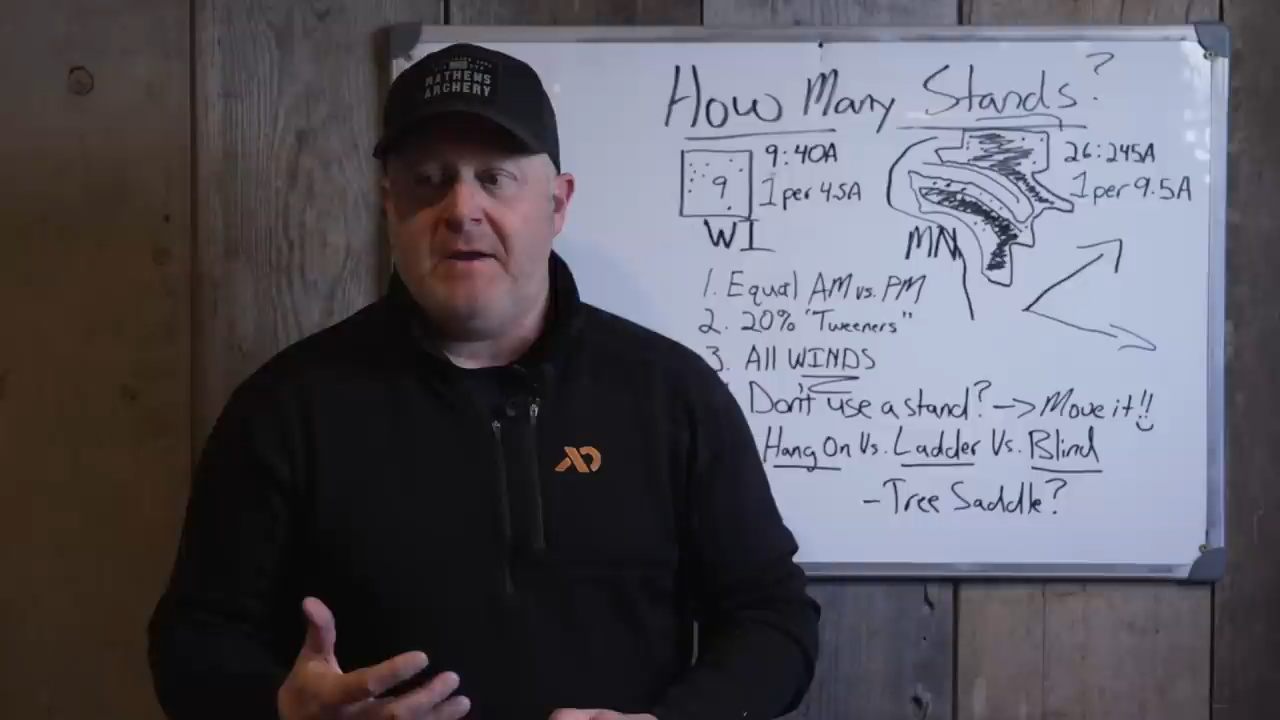 MATHEWS
ARCHERY
How Many Stands?
9:40A
1 per 4.5A
9
WI
26:245A
1 per 9.5A
MN
1. Equal AM vs. PM
2. 20% "Tweeners"
3. All WINDS
Don't use a stand? -> Move it!!
Hang On Vs. Ladder Vs. Blind
- Tree Saddle?